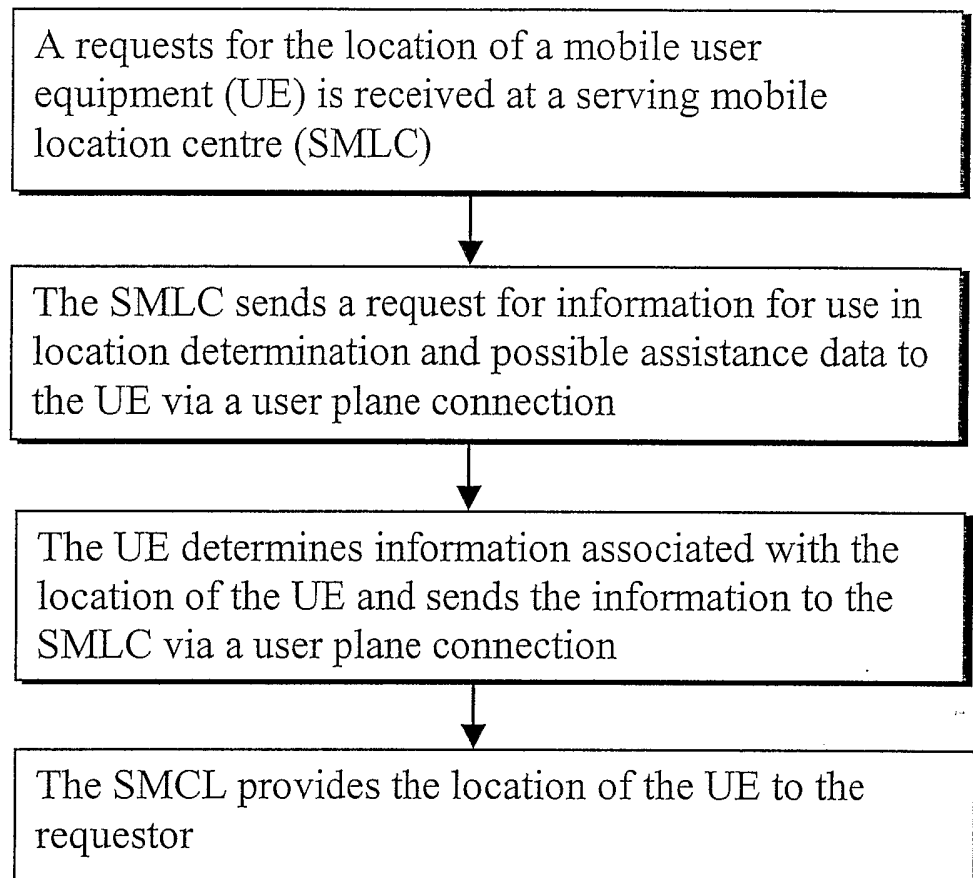 A requests for the location of a mobile user
equipment (UE) is received at a serving mobile
location centre (SMLC)
The SMLC sends a request for information for use in
location determination and possible assistance data to
the UE via a user plane connection
The UE determines information associated with the
location of the UE and sends the information to the
SMLC via a user plane connection
The SMCL provides the location of the UE to the
requestor